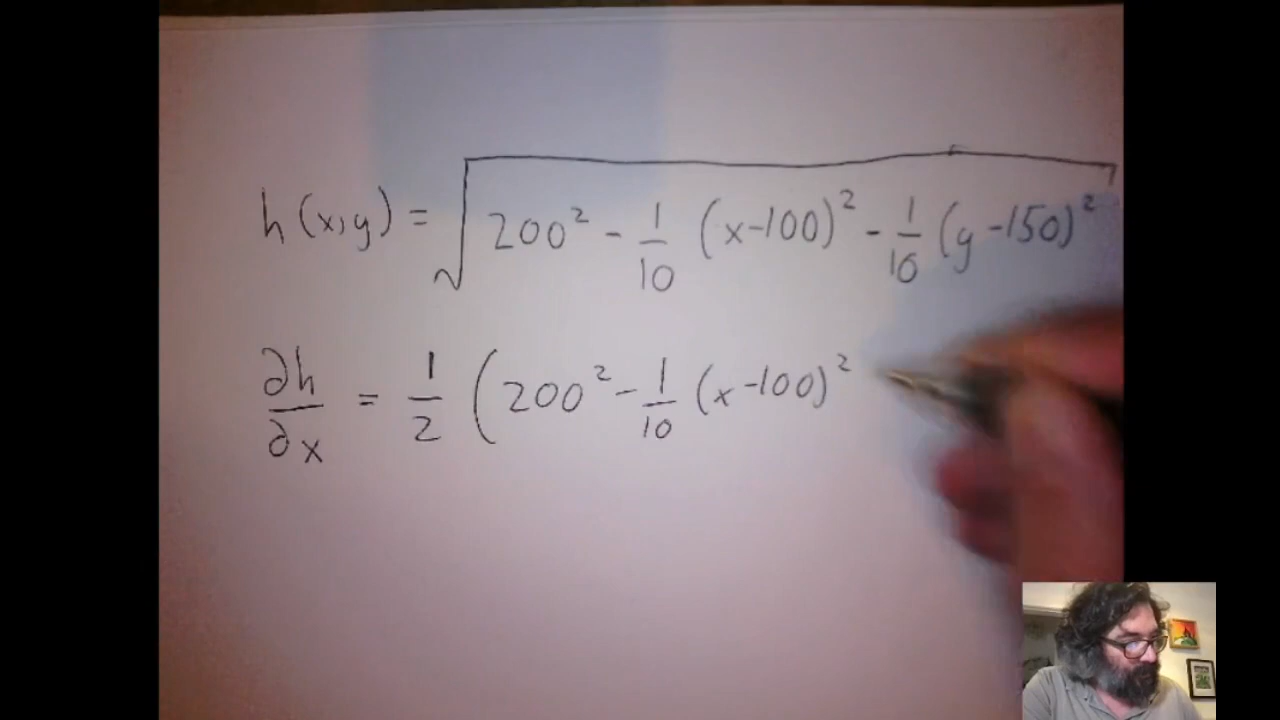 h(x,y) = √(200² - 1/10 (x-100)² - 1/10 (y-150)²)
∂h/∂x = 1/2 (200² - 1/10 (x-100)²